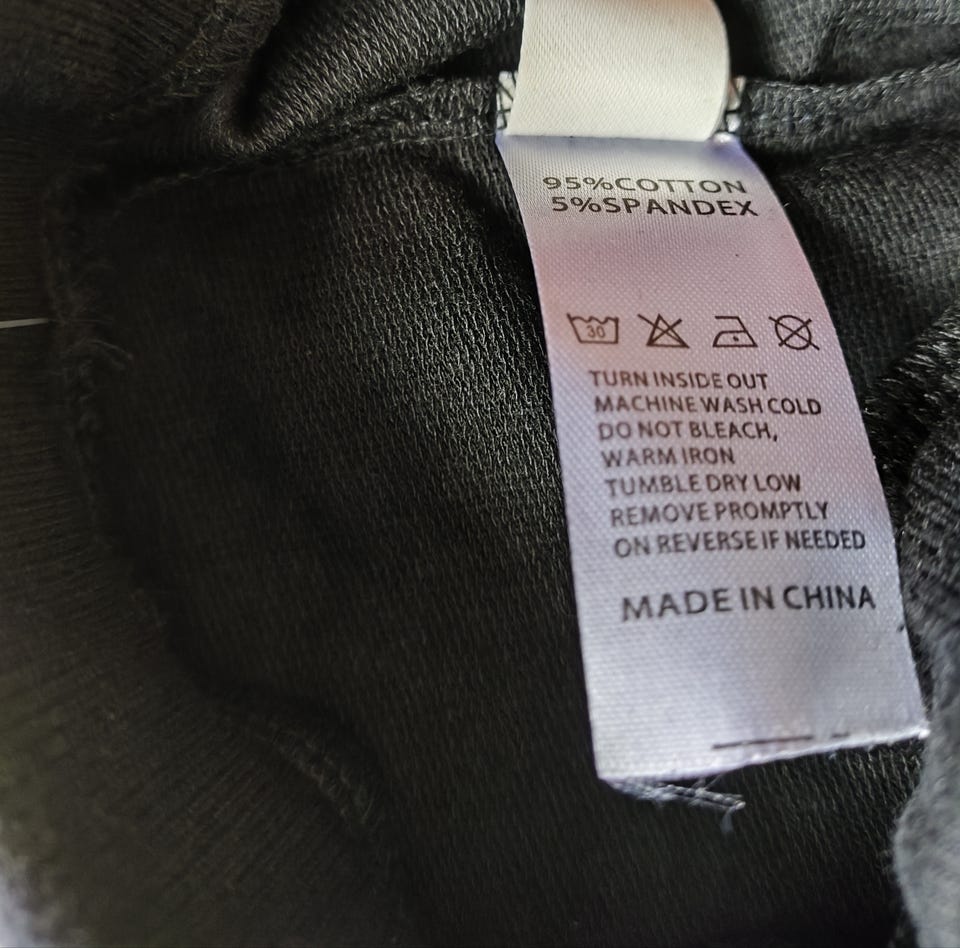 95%COTTON
5%SPANDEX
30
TURN INSIDE OUT
MACHINE WASH COLD
DO NOT BLEACH,
WARM IRON
TUMBLE DRY LOW
REMOVE PROMPTLY
ON REVERSE IF NEEDED
MADE IN CHINA